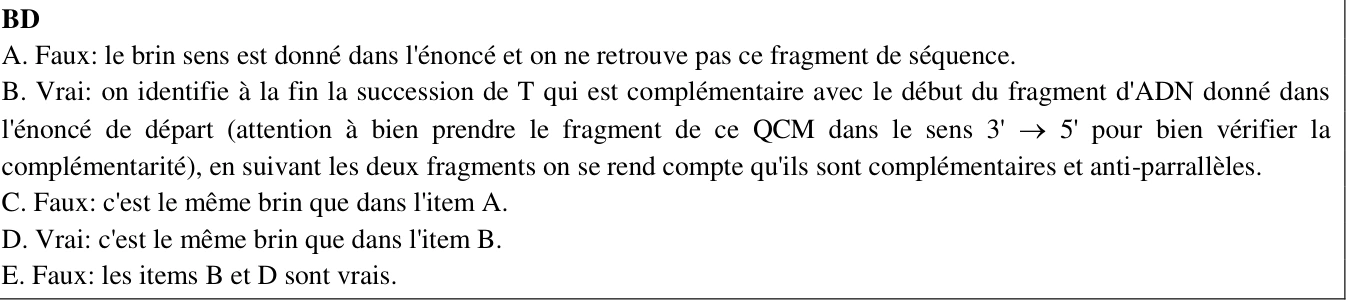 BD
A. Faux: le brin sens est donné dans l'énoncé et on ne retrouve pas ce fragment de séquence.
B. Vrai: on identifie à la fin la succession de T qui est complémentaire avec le début du fragment d'ADN donné dans
l'énoncé de départ (attention à bien prendre le fragment de ce QCM dans le sens 3' → 5' pour bien vérifier la
complémentarité), en suivant les deux fragments on se rend compte qu'ils sont complémentaires et anti-parrallèles.
C. Faux: c'est le même brin que dans l'item A.
D. Vrai: c'est le même brin que dans l'item B.
E. Faux: les items B et D sont vrais.